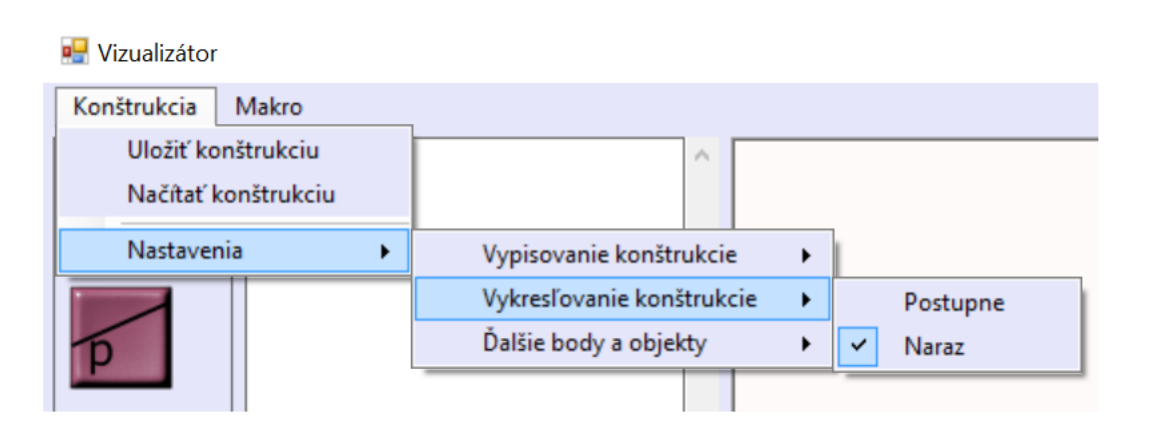 Vizualizátor
Konštrukcia Makro
Uložiť konštrukciu
Načítať konštrukciu
Nastavenia
Vypisovanie konštrukcie
Vykresľovanie konštrukcie
Ďalšie body a objekty
Postupne
Naraz
p